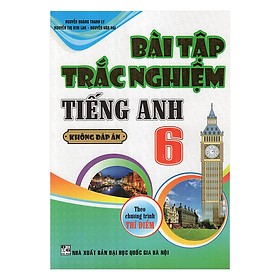 NGUYỄN HOÀNG THANH LY
NGUYỄN THỊ KIM LAN - NGUYỄN VĂN HẢI
BÀI TẬP
TRẮC NGHIỆM
TIẾNG ANH
KHÔNG ĐÁP ÁN
6
Theo
chương trình
THÍ ĐIỂM
NHÀ XUẤT BẢN ĐẠI HỌC QUỐC GIA HÀ NỘI